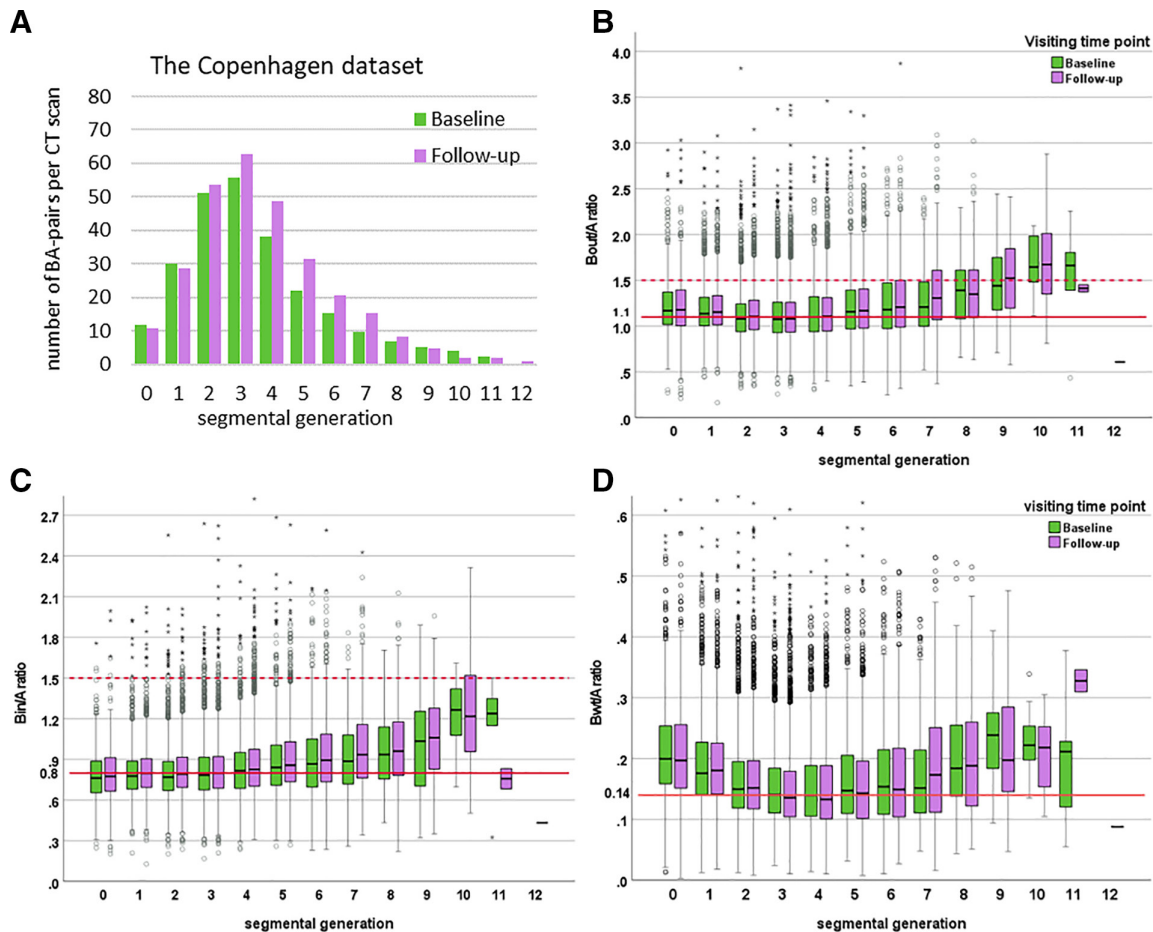 A
The Copenhagen dataset
number of BA-pairs per CT scan
80
70
60
50
40
30
20
10
0
Baseline
Follow-up
0 1 2 3 4 5 6 7 8 9 10 11 12
segmental generation
B
Visiting time point
Baseline
Follow-up
Bout/A ratio
4.0
3.5
3.0
2.5
2.0
1.5
1.1
1.0
.5
.0
0 1 2 3 4 5 6 7 8 9 10 11 12
segmental generation
C
Bin/A ratio
2.7
2.4
2.1
1.8
1.5
1.2
.9
0.8
.6
.3
.0
0 1 2 3 4 5 6 7 8 9 10 11 12
segmental generation
D
visiting time point
Baseline
Follow-up
Bwt/A ratio
.6
.5
.4
.3
.2
0.14
.1
.0
0 1 2 3 4 5 6 7 8 9 10 11 12
segmental generation